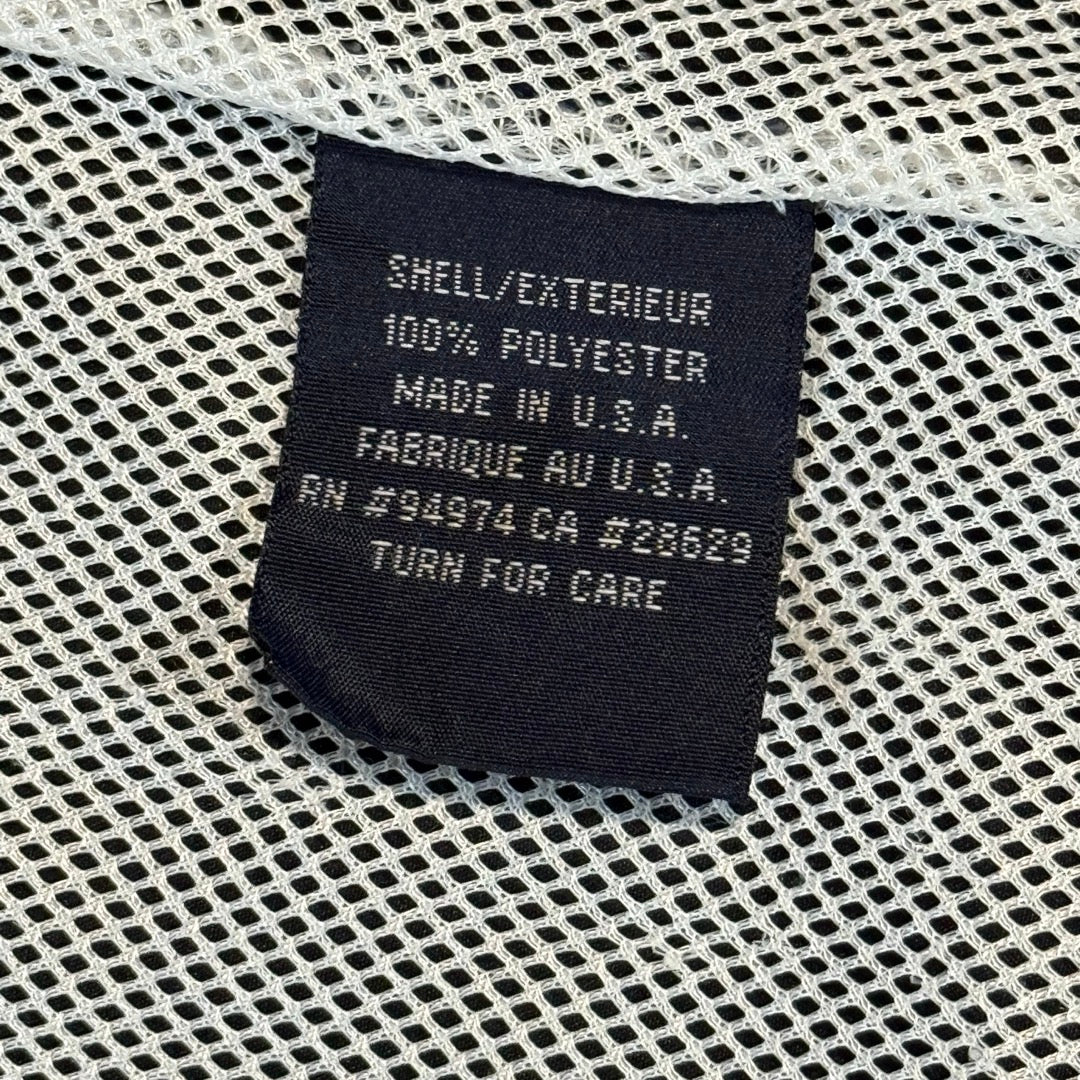 SHELL/EXTERIEUR
100% POLYESTER
MADE IN U.S.A.
FABRIQUE AU U.S.A.
RN #94974 CA #28629
TURN FOR CARE